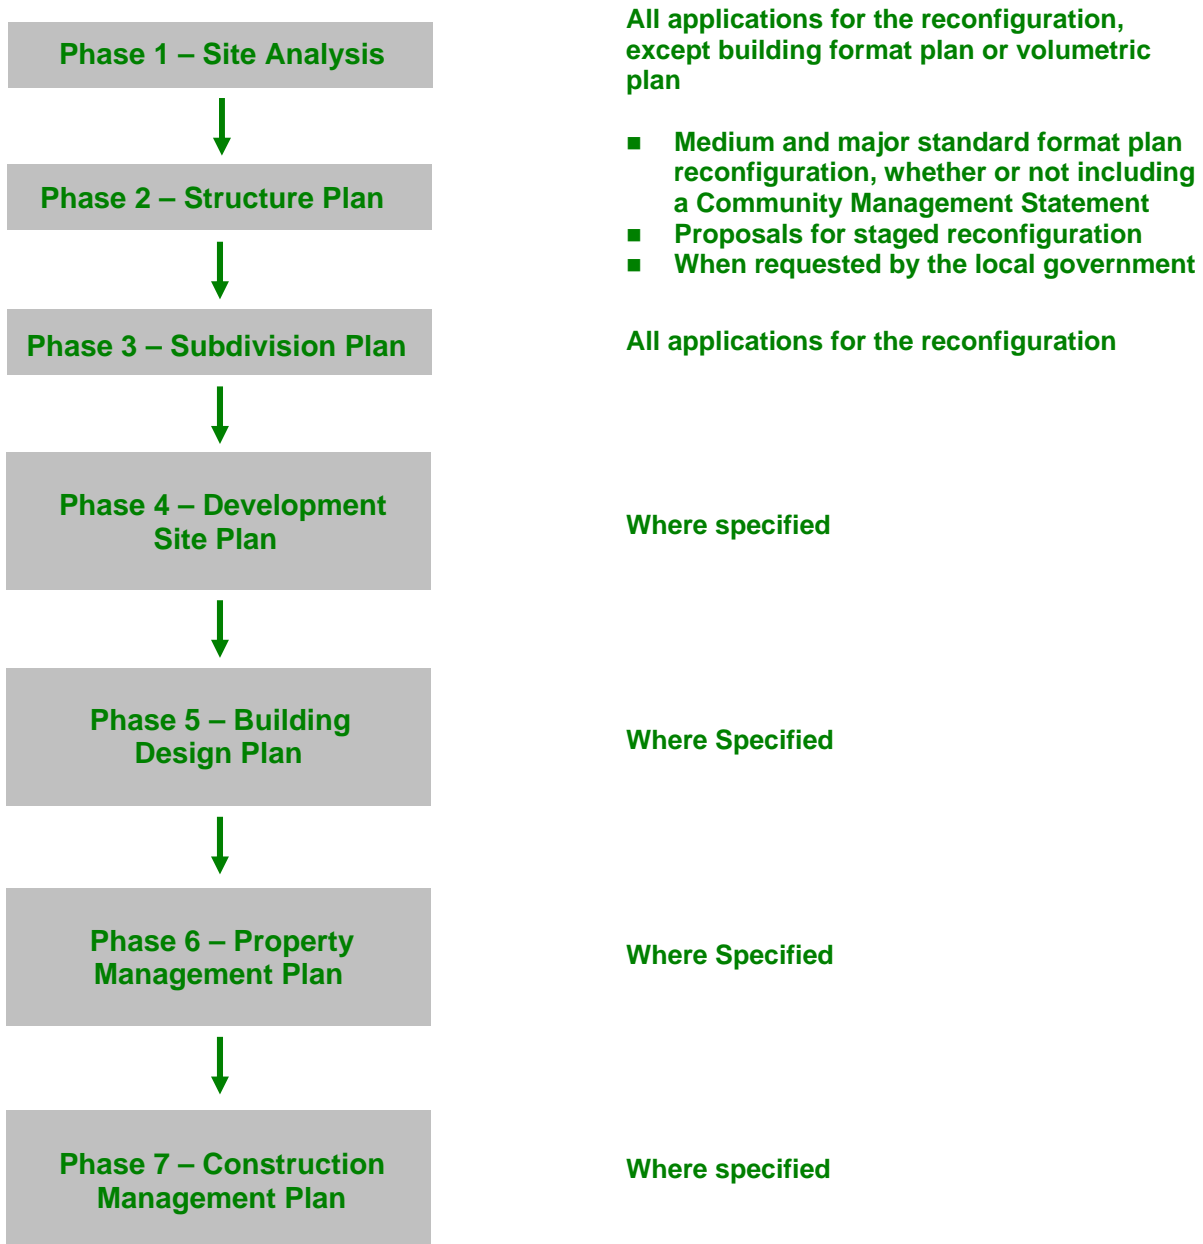 Phase 1 – Site Analysis
All applications for the reconfiguration,
except building format plan or volumetric
plan
Phase 2 – Structure Plan
■ Medium and major standard format plan
reconfiguration, whether or not including
a Community Management Statement
■ Proposals for staged reconfiguration
■ When requested by the local government
Phase 3 – Subdivision Plan
All applications for the reconfiguration
Phase 4 – Development
Site Plan
Where specified
Phase 5 – Building
Design Plan
Where Specified
Phase 6 – Property
Management Plan
Where Specified
Phase 7 – Construction
Management Plan
Where specified